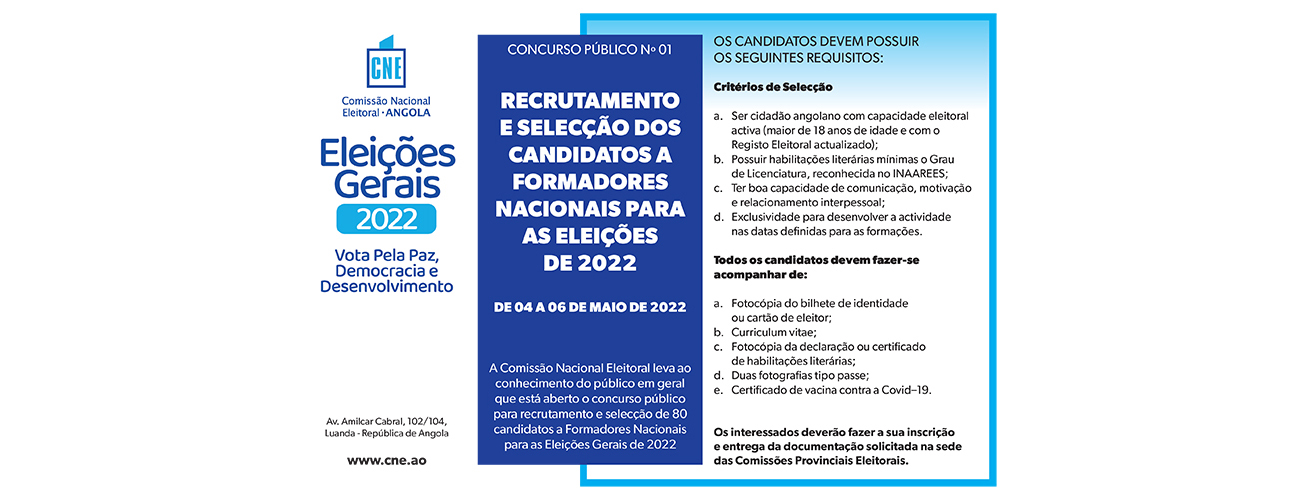 CNE
Comissão Nacional
Eleitoral · ANGOLA
Eleições
Gerais
2022
Vota Pela Paz,
Democracia e
Desenvolvimento
Av. Amilcar Cabral, 102/104,
Luanda - República de Angola
www.cne.ao
CONCURSO PÚBLICO Nº 01
RECRUTAMENTO
E SELECÇÃO DOS
CANDIDATOS A
FORMADORES
NACIONAIS PARA
AS ELEIÇÕES
DE 2022
DE 04 A 06 DE MAIO DE 2022
A Comissão Nacional Eleitoral leva ao
conhecimento do público em geral
que está aberto o concurso público
para recrutamento e selecção de 80
candidatos a Formadores Nacionais
para as Eleições Gerais de 2022
OS CANDIDATOS DEVEM POSSUIR
OS SEGUINTES REQUISITOS:
Critérios de Selecção
a. Ser cidadão angolano com capacidade eleitoral
activa (maior de 18 anos de idade e com o
Registo Eleitoral actualizado);
b. Possuir habilitações literárias mínimas o Grau
de Licenciatura, reconhecida no INAAREES;
c. Ter boa capacidade de comunicação, motivação
e relacionamento interpessoal;
d. Exclusividade para desenvolver a actividade
nas datas definidas para as formações.
Todos os candidatos devem fazer-se
acompanhar de:
a. Fotocópia do bilhete de identidade
ou cartão de eleitor;
b. Curriculum vitae;
c. Fotocópia da declaração ou certificado
de habilitações literárias;
d. Duas fotografias tipo passe;
e. Certificado de vacina contra a Covid–19.
Os interessados deverão fazer a sua inscrição
e entrega da documentação solicitada na sede
das Comissões Provinciais Eleitorais.